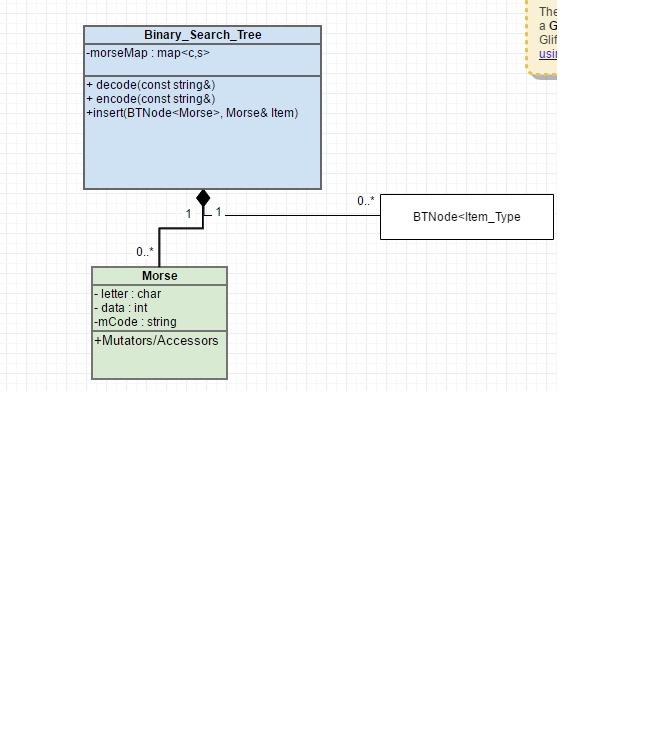 The
a G
Glif
usin
Binary_Search_Tree
-morseMap : map<c,s>
+ decode(const string&)
+ encode(const string&)
+insert(BTNode<Morse>, Morse& Item)
1
1
0..*
BTNode<Item_Type
0..*
Morse
- letter : char
- data : int
-mCode : string
+Mutators/Accessors